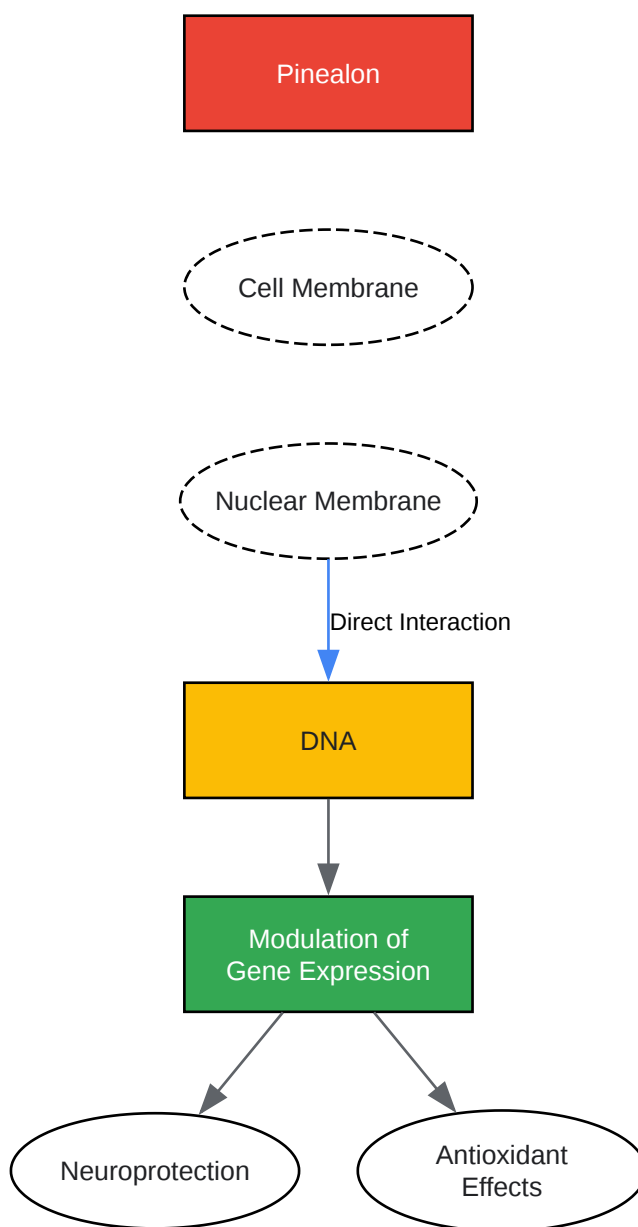 Pinealon
Cell Membrane
Nuclear Membrane
Direct Interaction
DNA
Modulation of
Gene Expression
Neuroprotection
Antioxidant
Effects